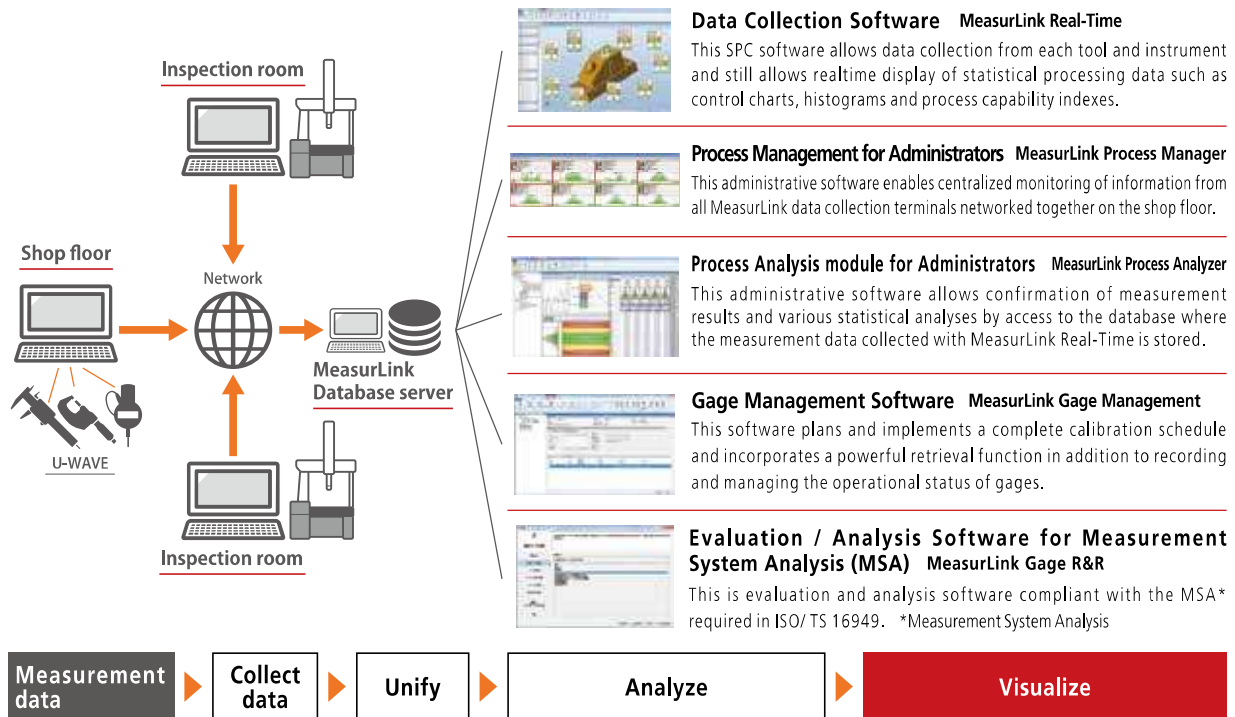 Inspection room
Shop floor
Network
MeasurLink
Database server
U-WAVE
Inspection room
Data Collection Software MeasurLink Real-Time
This SPC software allows data collection from each tool and instrument
and still allows realtime display of statistical processing data such as
control charts, histograms and process capability indexes.
Process Management for Administrators MeasurLink Process Manager
This administrative software enables centralized monitoring of information from
all MeasurLink data collection terminals networked together on the shop floor.
Process Analysis module for Administrators MeasurLink Process Analyzer
This administrative software allows confirmation of measurement
results and various statistical analyses by access to the database where
the measurement data collected with MeasurLink Real-Time is stored.
Gage Management Software MeasurLink Gage Management
This software plans and implements a complete calibration schedule
and incorporates a powerful retrieval function in addition to recording
and managing the operational status of gages.
Evaluation / Analysis Software for Measurement
System Analysis (MSA) MeasurLink Gage R&R
This is evaluation and analysis software compliant with the MSA*
required in ISO/ TS 16949. *Measurement System Analysis
Measurement
data
Collect
data
Unify
Analyze
Visualize